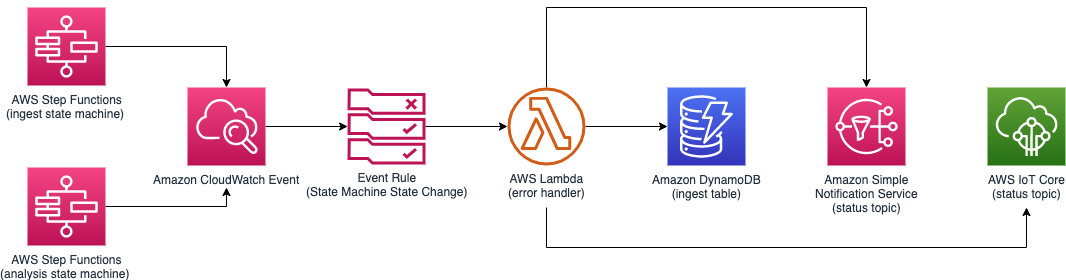 AWS Step Functions
(ingest state machine)
Amazon CloudWatch Event
Event Rule
(State Machine State Change)
AWS Lambda
(error handler)
Amazon DynamoDB
(ingest table)
Amazon Simple
Notification Service
(status topic)
AWS IoT Core
(status topic)
AWS Step Functions
(analysis state machine)